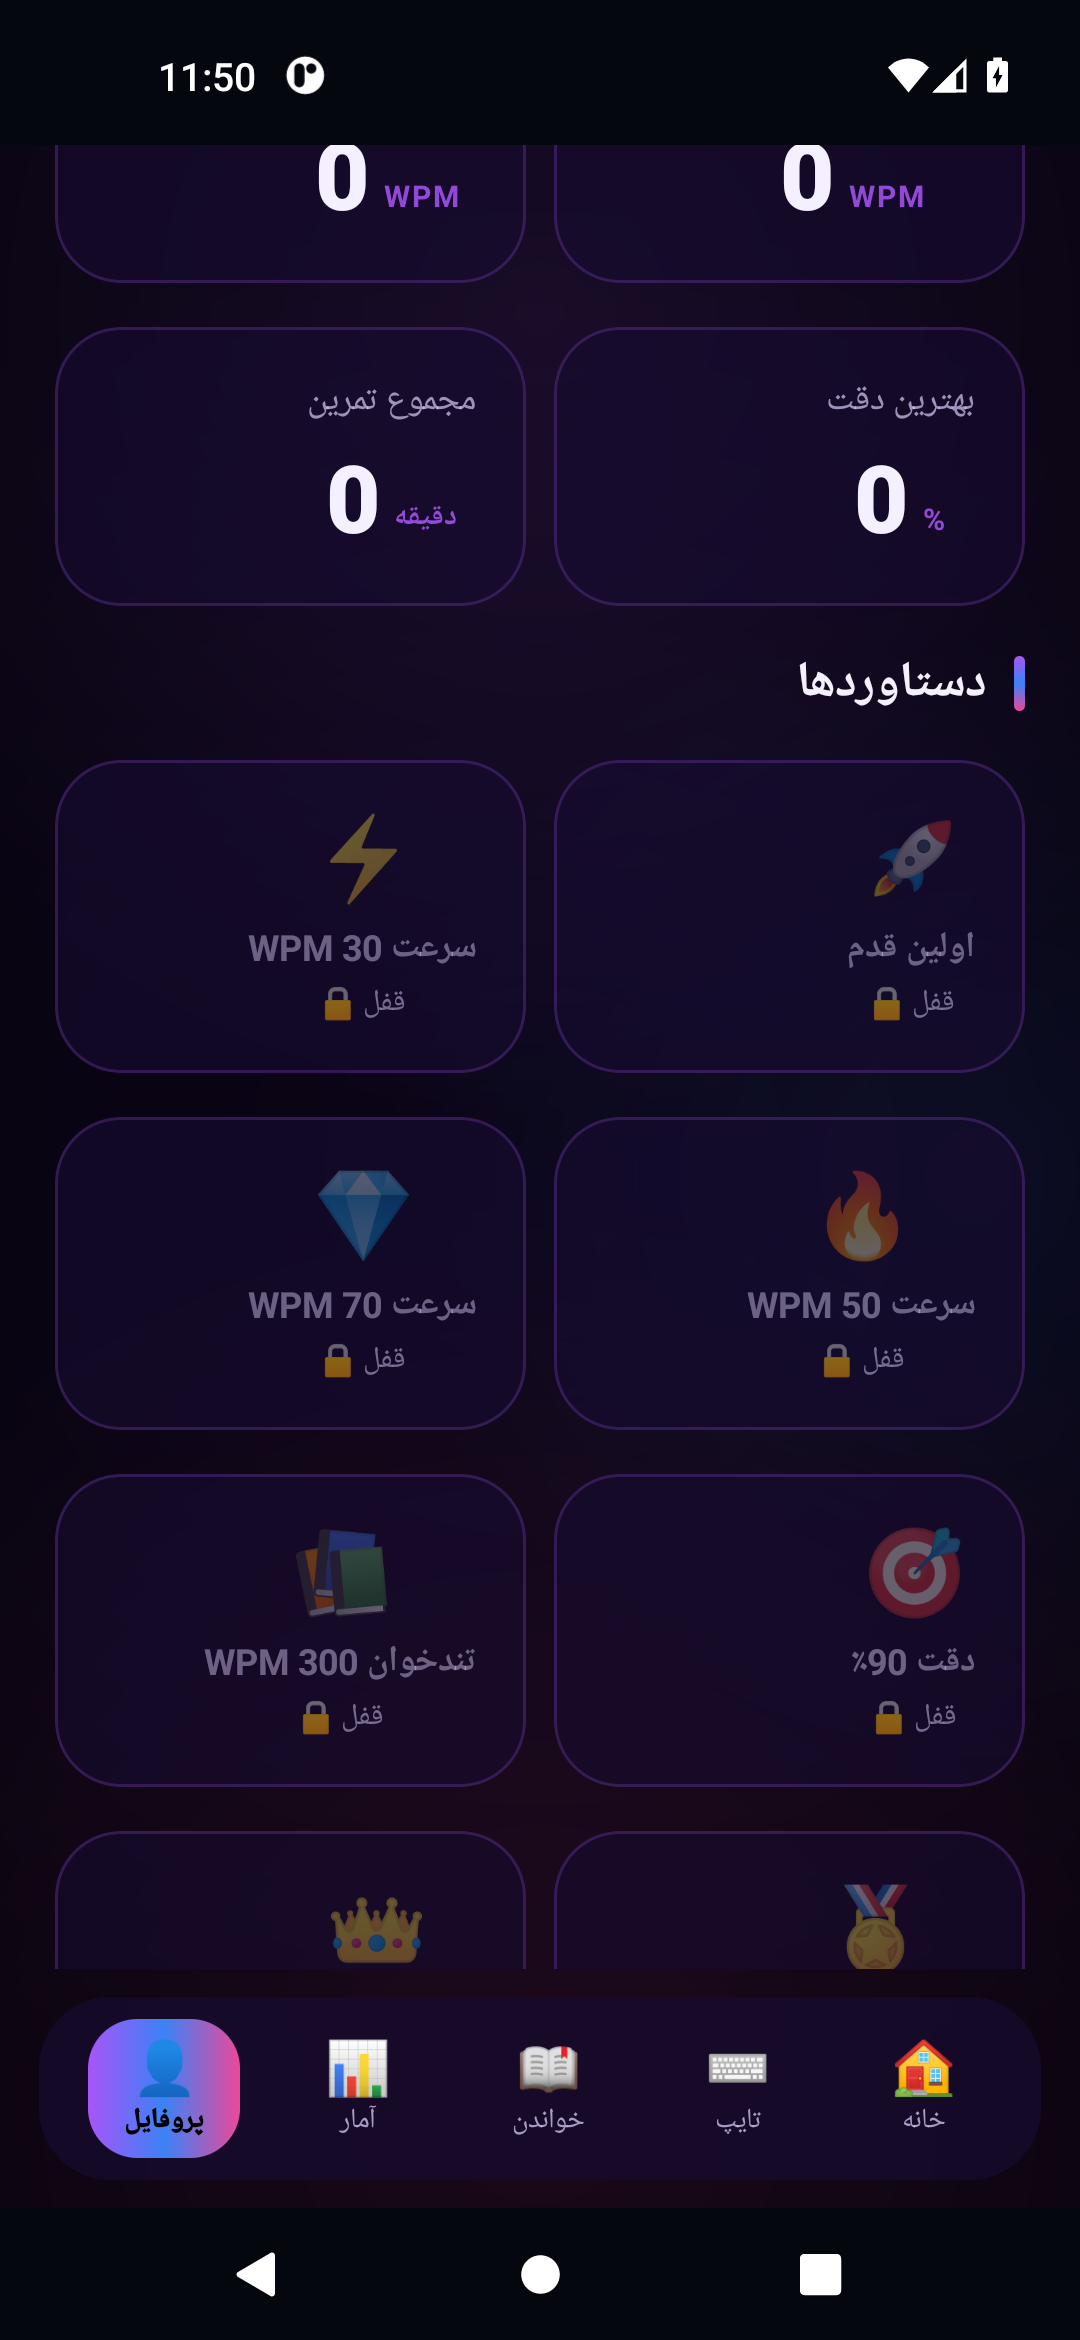 11:50
0 WPM
0 WPM
بهترین دقت
0 %
مجموع تمرین
0 دقیقه
دستاوردها
اولین قدم
قفل 🔒
سرعت 30 WPM
قفل 🔒
سرعت 50 WPM
قفل 🔒
سرعت 70 WPM
قفل 🔒
دقت 90٪
قفل 🔒
تندخوان 300 WPM
قفل 🔒
خانه
تایپ
خواندن
آمار
پروفایل